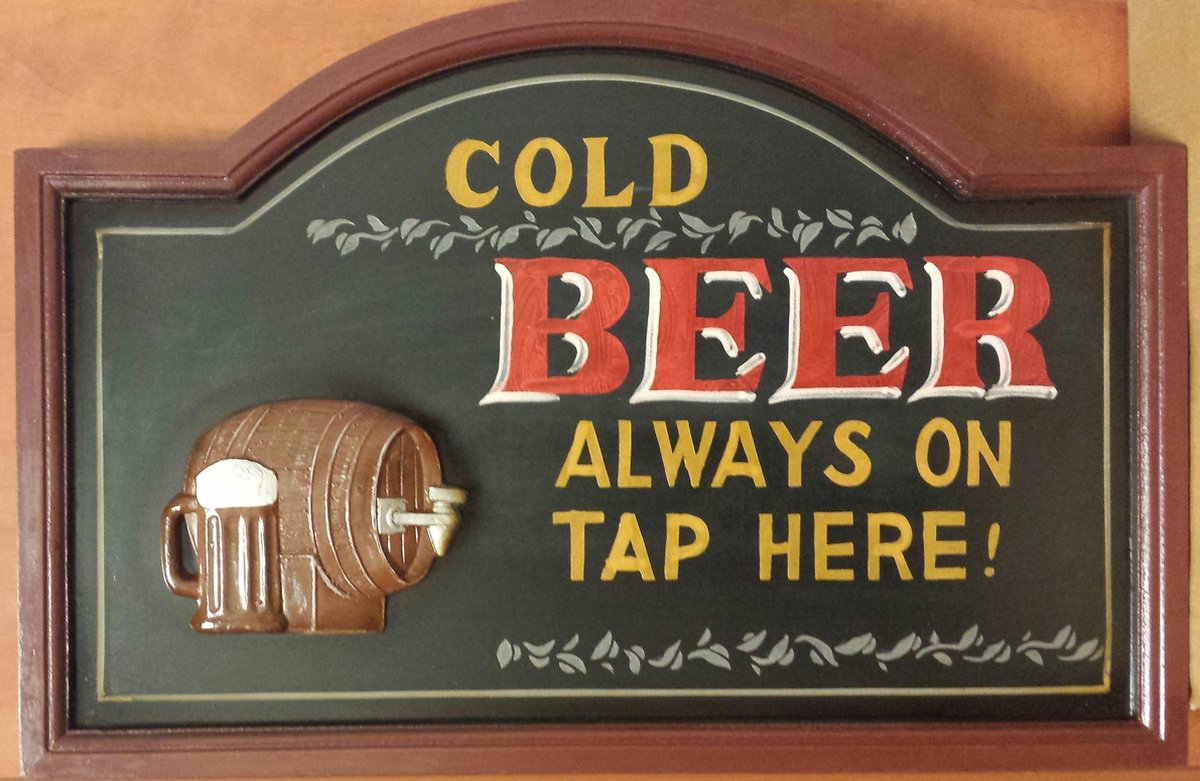 COLD
BEER
ALWAYS ON
TAP HERE!